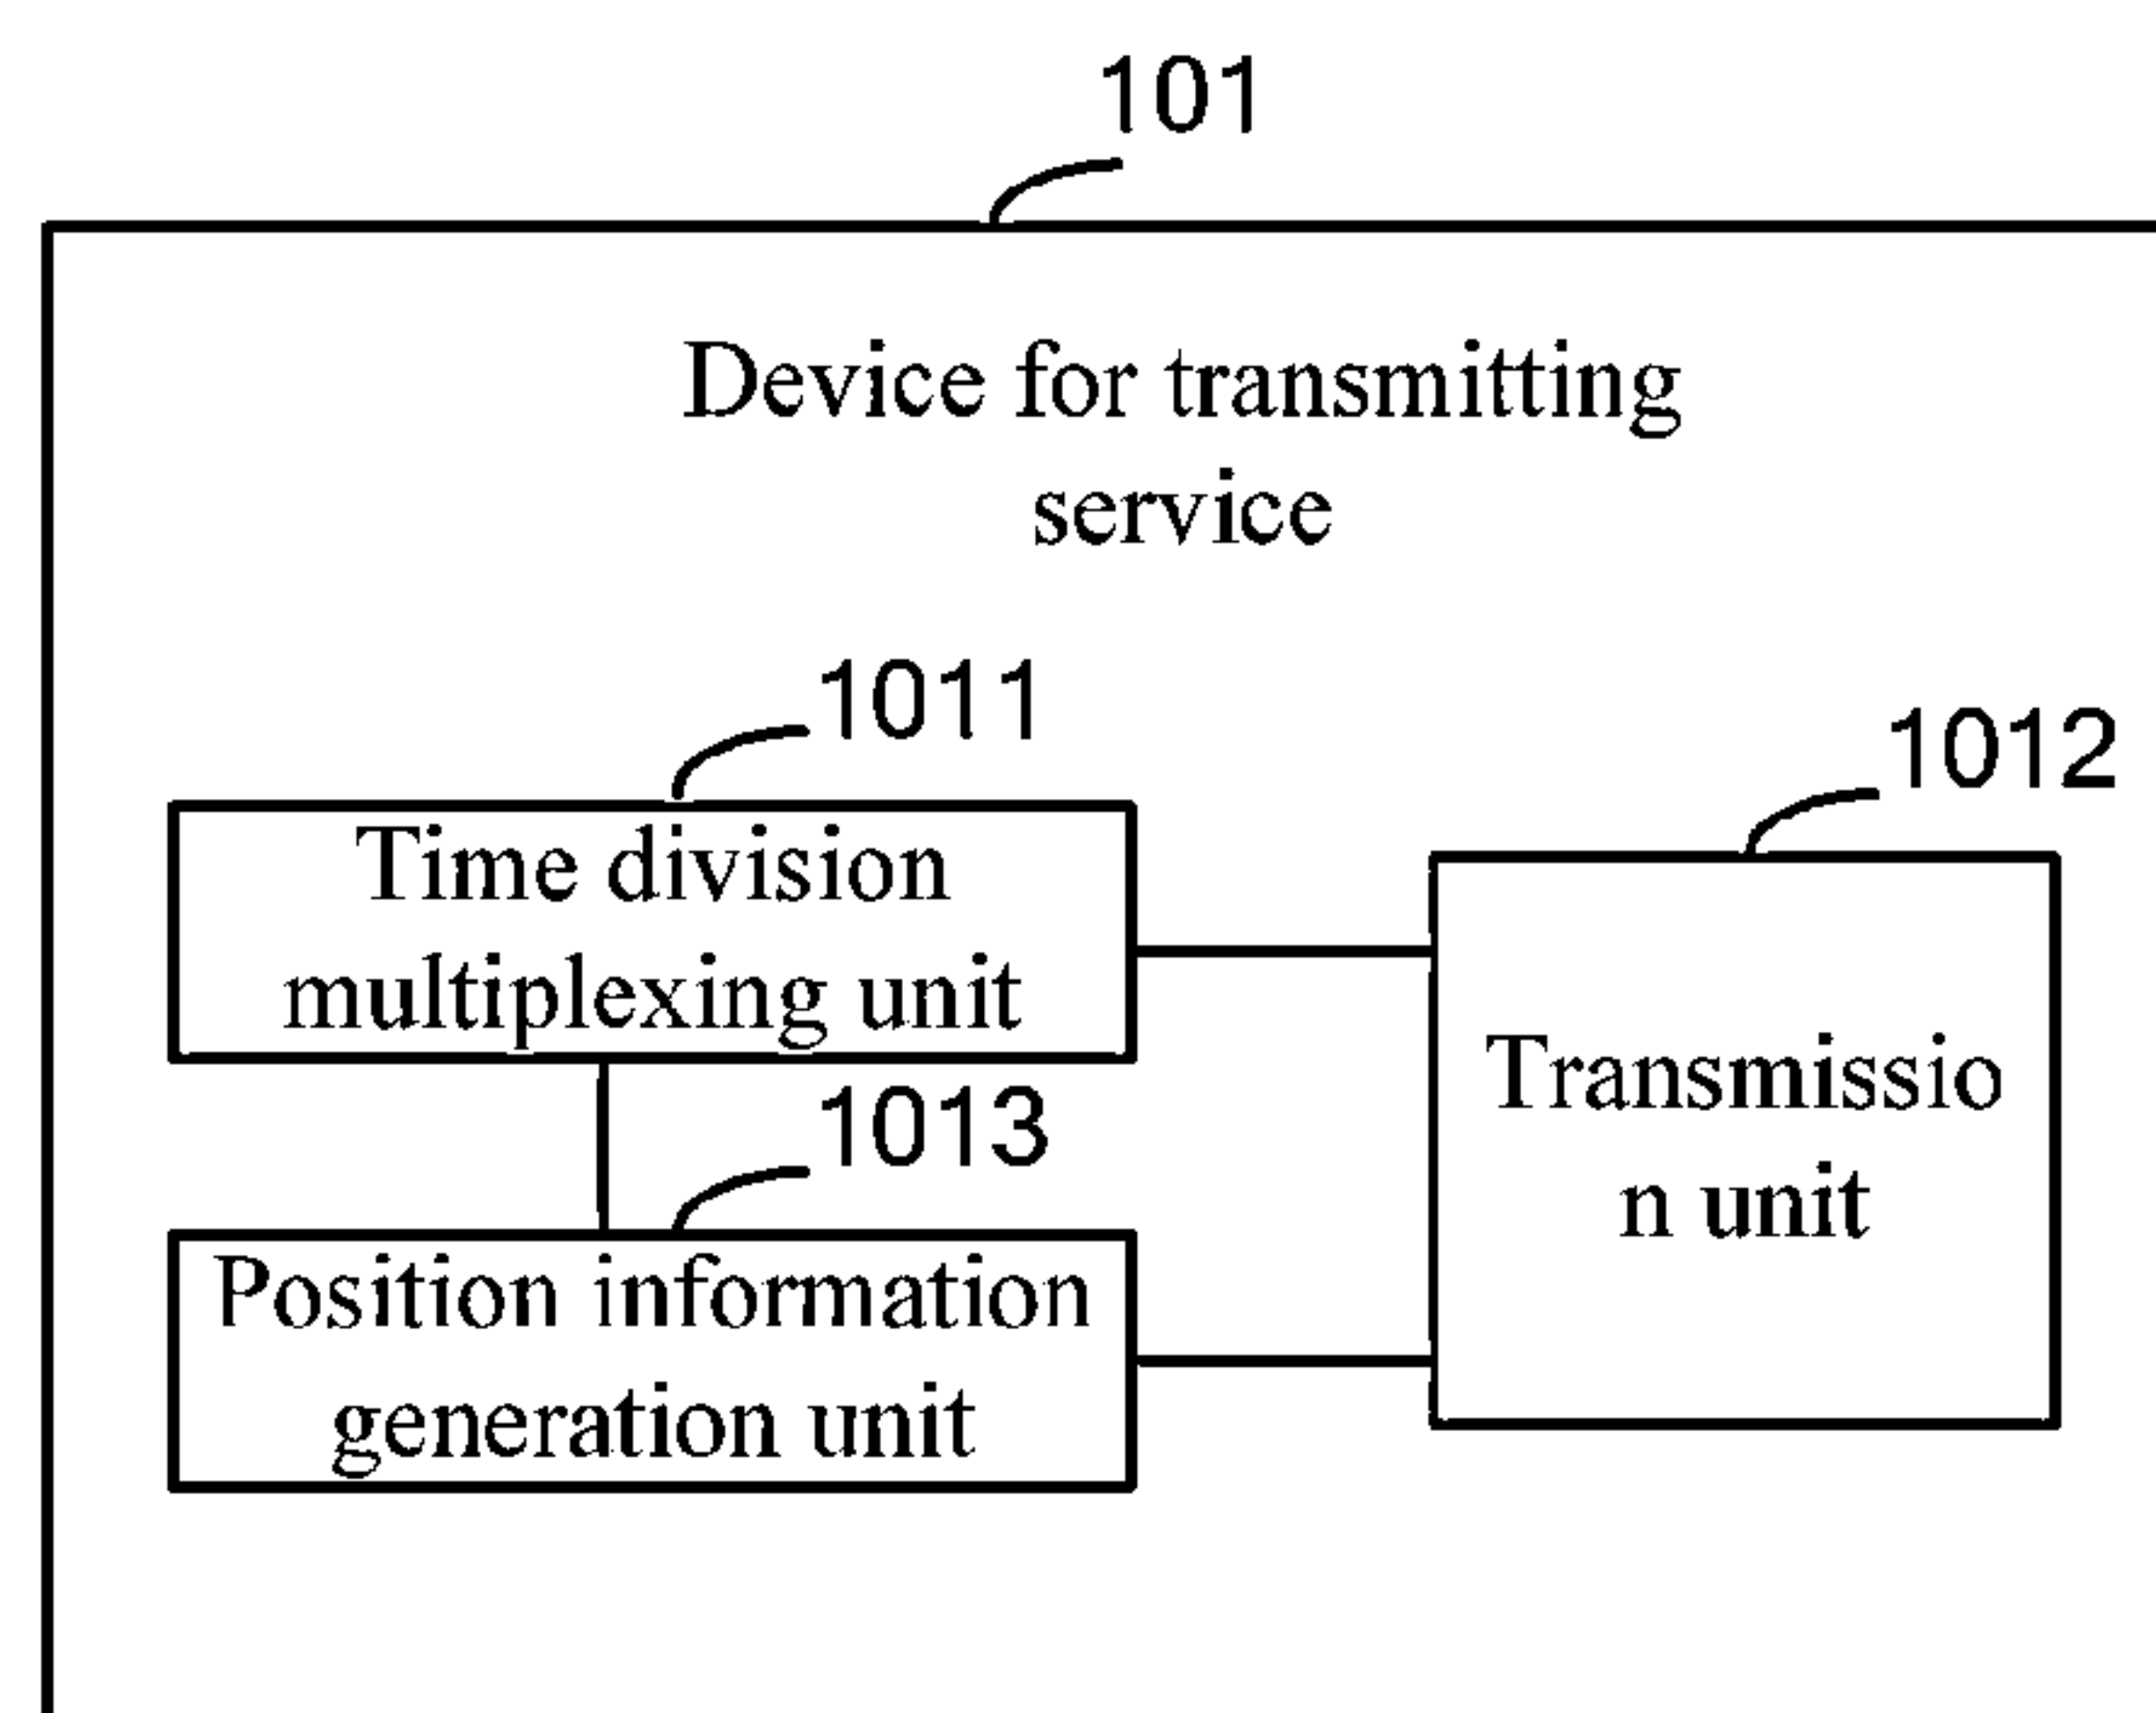 101
Device for transmitting
service
1011
1012
Time division
multiplexing unit
Transmissio
n unit
1013
Position information
generation unit